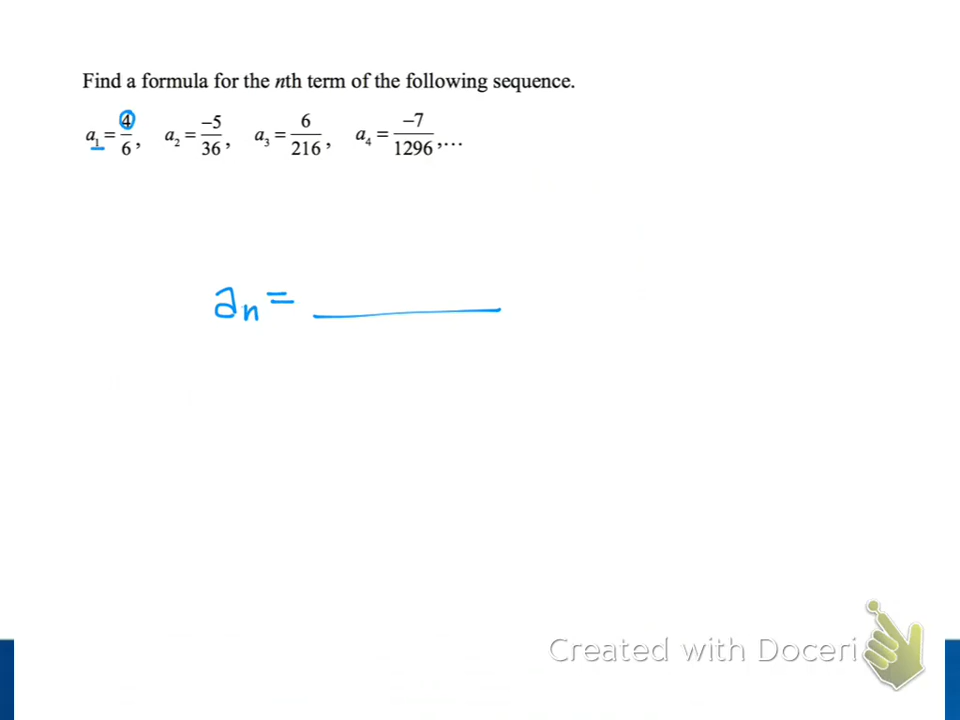 Find a formula for the nth term of the following sequence.
a₁ = 4/6, a₂ = −5/36, a₃ = 6/216, a₄ = −7/1296,…
aₙ = ________
Created with Doceri